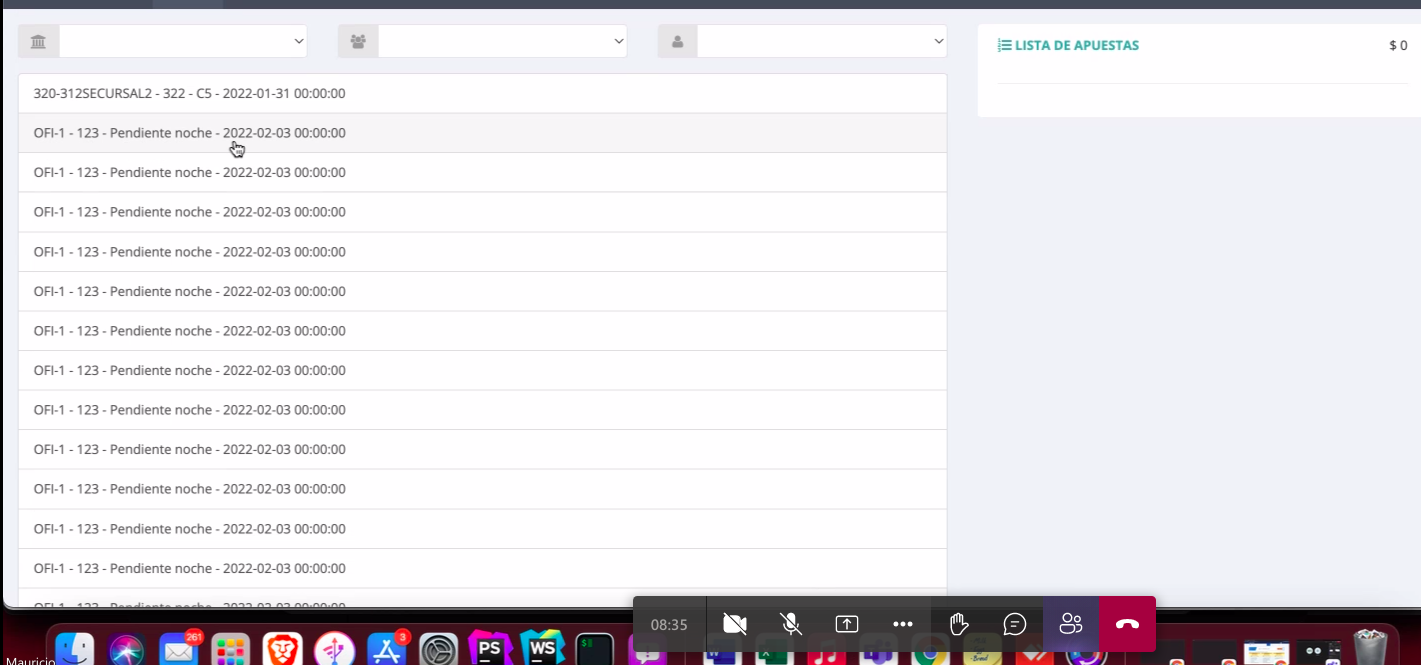 LISTA DE APUESTAS
$ 0
320-312SECURSAL2 - 322 - C5 - 2022-01-31 00:00:00
OFI-1 - 123 - Pendiente noche - 2022-02-03 00:00:00
OFI-1 - 123 - Pendiente noche - 2022-02-03 00:00:00
OFI-1 - 123 - Pendiente noche - 2022-02-03 00:00:00
OFI-1 - 123 - Pendiente noche - 2022-02-03 00:00:00
OFI-1 - 123 - Pendiente noche - 2022-02-03 00:00:00
OFI-1 - 123 - Pendiente noche - 2022-02-03 00:00:00
OFI-1 - 123 - Pendiente noche - 2022-02-03 00:00:00
OFI-1 - 123 - Pendiente noche - 2022-02-03 00:00:00
OFI-1 - 123 - Pendiente noche - 2022-02-03 00:00:00
OFI-1 - 123 - Pendiente noche - 2022-02-03 00:00:00
OFI-1 - 123 - Pendiente noche - 2022-02-03 00:00:00
OFI-1 - 123 - Pendiente noche - 2022-02-03 00:00:00
08:35
261
3
PS
WS
Mauricio